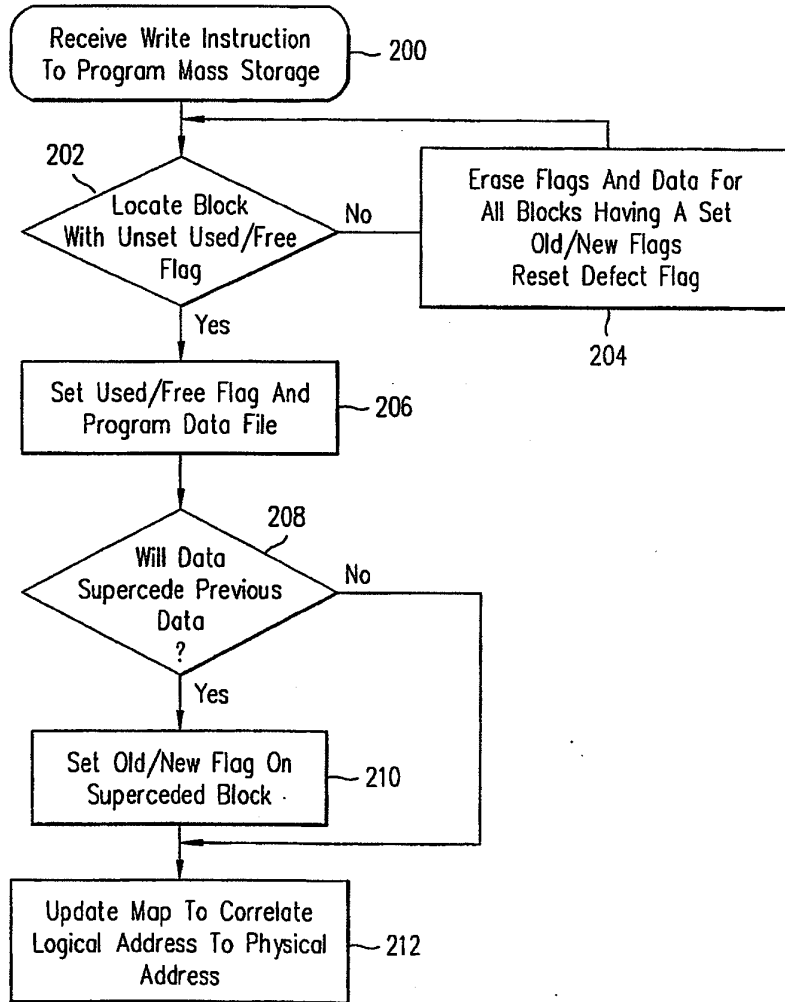 Receive Write Instruction
To Program Mass Storage
200
202
Locate Block
With Unset Used/Free
Flag
No
Erase Flags And Data For
All Blocks Having A Set
Old/New Flags
Reset Defect Flag
204
Yes
Set Used/Free Flag And
Program Data File
206
208
Will Data
Supercede Previous
Data
?
No
Yes
Set Old/New Flag On
Superceded Block
210
Update Map To Correlate
Logical Address To Physical
Address
212